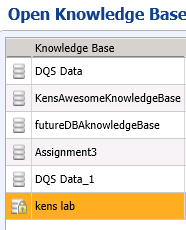 Open Knowledge Base
Knowledge Base
DQS Data
KensAwesomeKnowledgeBase
futureDBAknowledgeBase
Assignment3
DQS Data_1
kens lab